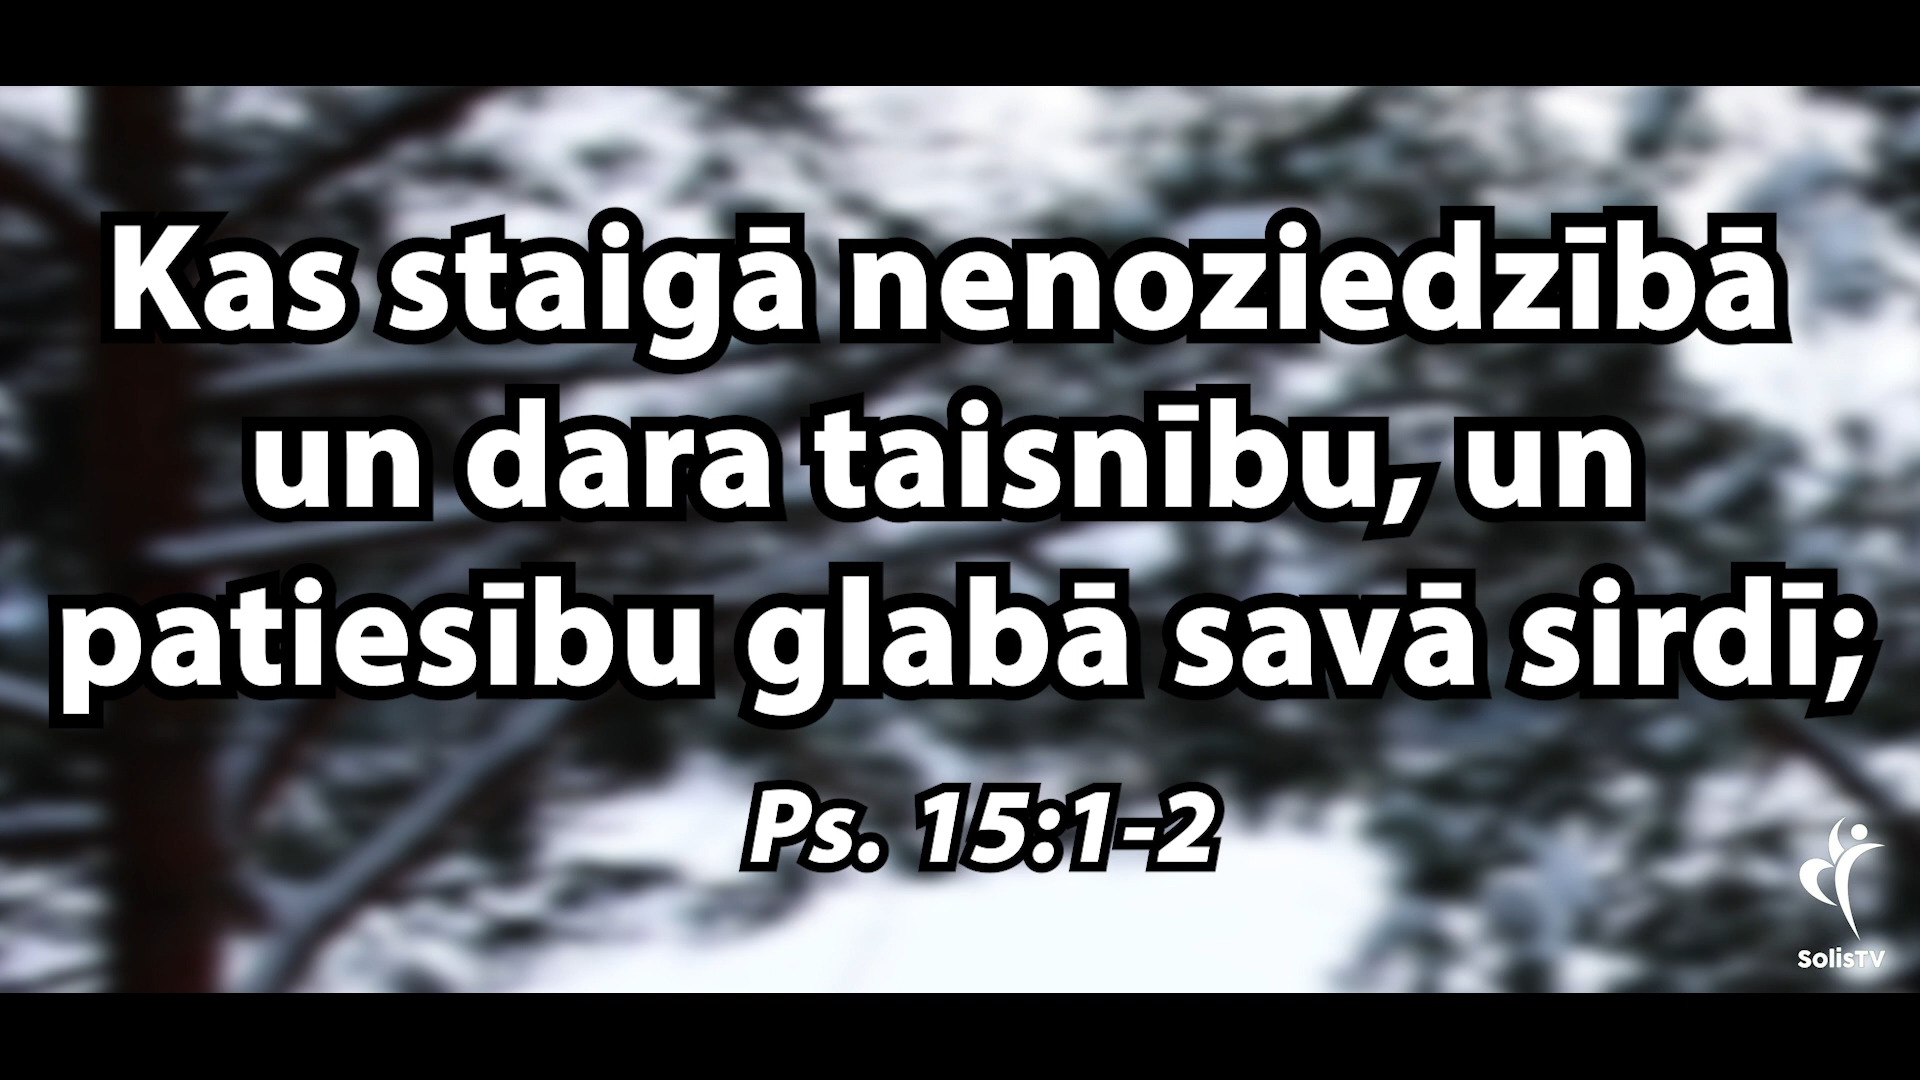 Kas staigā nenoziedzībā
un dara taisnību, un
patiesību glabā savā sirdī;
Ps. 15:1-2
SolisTV